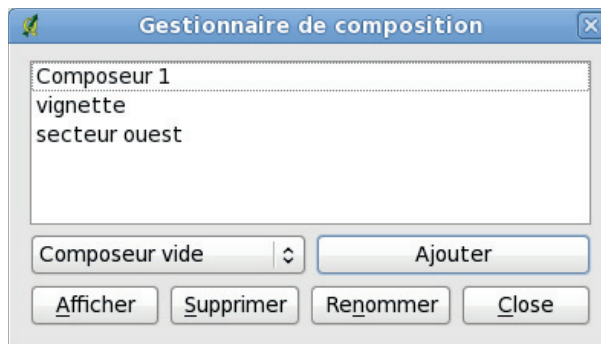 Gestionnaire de composition
Composeur 1
vignette
secteur ouest
Composeur vide Ajouter
Afficher Supprimer Renommer Close